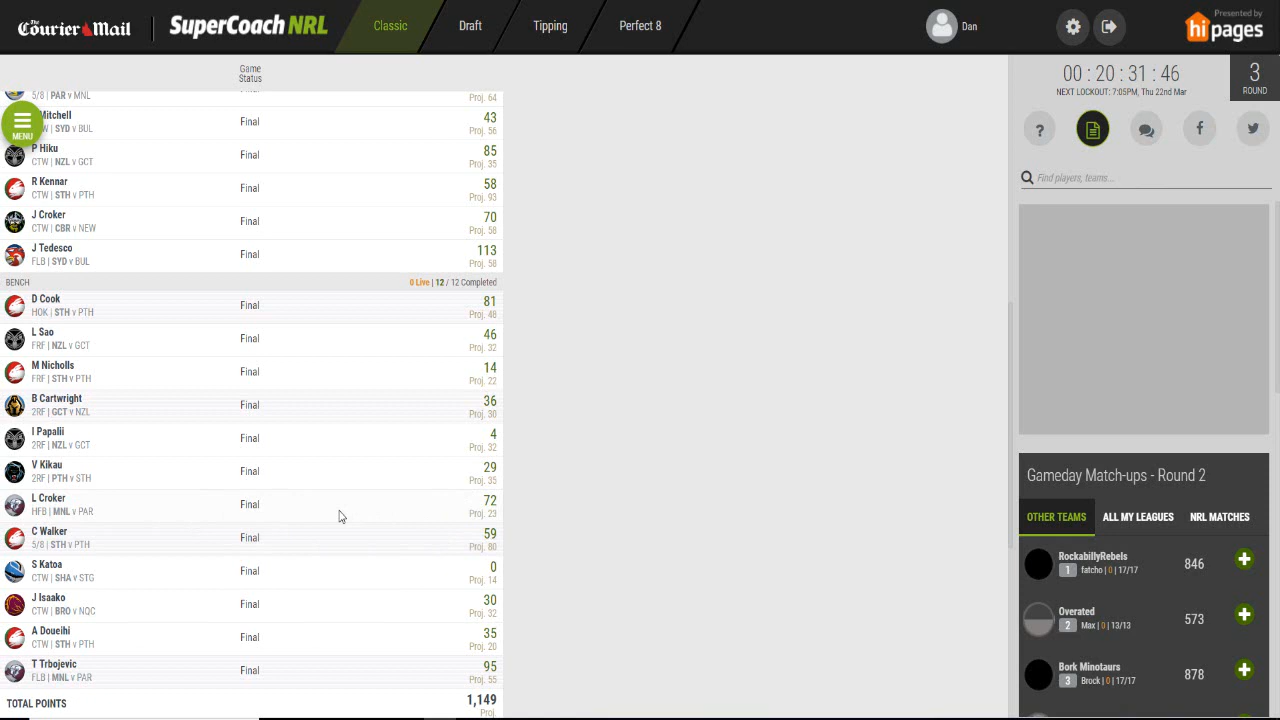 The Courier Mail
SuperCoach NRL
Classic
Draft
Tipping
Perfect 8
Dan
Presented by
hi pages
Game
Status
00 : 20 : 31 : 46
NEXT LOCKOUT: 7:05PM, Thu 22nd Mar
3
ROUND
MENU
5/8 | PAR v MNL
Proj. 64
Mitchell
SYD v BUL
Final
43
Proj. 56
P Hiku
CTW | NZL v GCT
Final
85
Proj. 35
R Kennar
CTW | STH v PTH
Final
58
Proj. 93
J Croker
CTW | CBR v NEW
Final
70
Proj. 58
J Tedesco
FLB | SYD v BUL
Final
113
Proj. 58
BENCH
0 Live | 12 / 12 Completed
D Cook
HOK | STH v PTH
Final
81
Proj. 48
L Sao
FRF | NZL v GCT
Final
46
Proj. 32
M Nicholls
FRF | STH v PTH
Final
14
Proj. 22
B Cartwright
2RF | GCT v NZL
Final
36
Proj. 30
I Papalii
2RF | NZL v GCT
Final
4
Proj. 32
V Kikau
2RF | PTH v STH
Final
29
Proj. 35
L Croker
HFB | MNL v PAR
Final
72
Proj. 23
C Walker
5/8 | STH v PTH
Final
59
Proj. 80
S Katoa
CTW | SHA v STG
Final
0
Proj. 14
J Isaako
CTW | BRO v NQC
Final
30
Proj. 32
A Doueihi
CTW | STH v PTH
Final
35
Proj. 20
T Trbojevic
FLB | MNL v PAR
Final
95
Proj. 55
TOTAL POINTS
1,149
Proj.
?
Find players, teams...
Gameday Match-ups - Round 2
OTHER TEAMS
ALL MY LEAGUES
NRL MATCHES
RockabillyRebels
1 fatcho | 0 | 17/17
846
Overated
2 Max | 0 | 13/13
573
Bork Minotaurs
3 Brock | 0 | 17/17
878